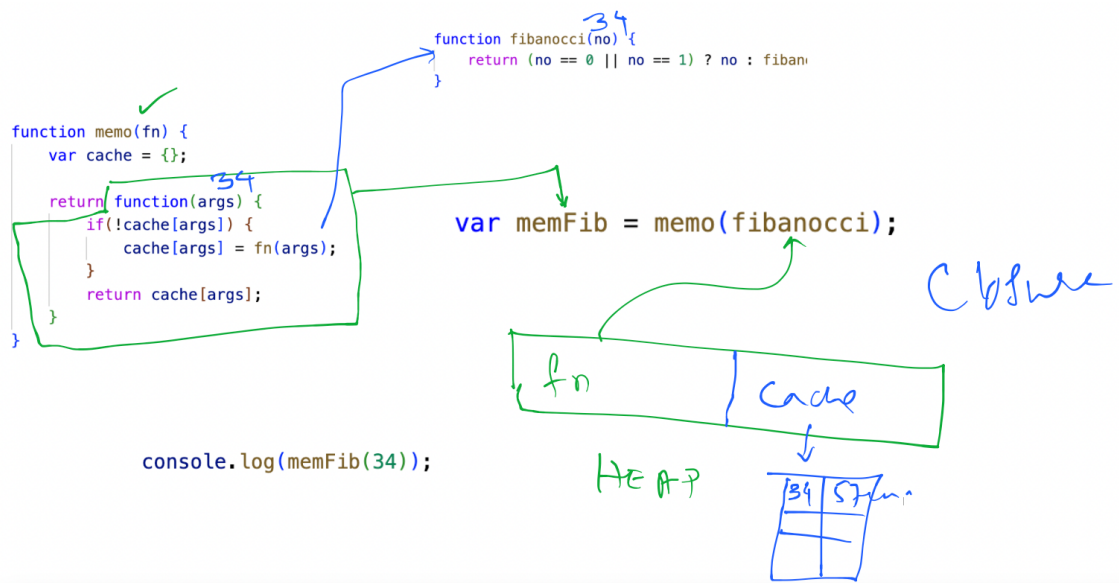 34
function fibanocci(no) {
    return (no == 0 || no == 1) ? no : fiban
}
function memo(fn) {
    var cache = {};
34
    return function(args) {
        if(!cache[args]) {
            cache[args] = fn(args);
        }
        return cache[args];
    }
}
var memFib = memo(fibanocci);
Closure
fn
cache
console.log(memFib(34));
HEAP
34